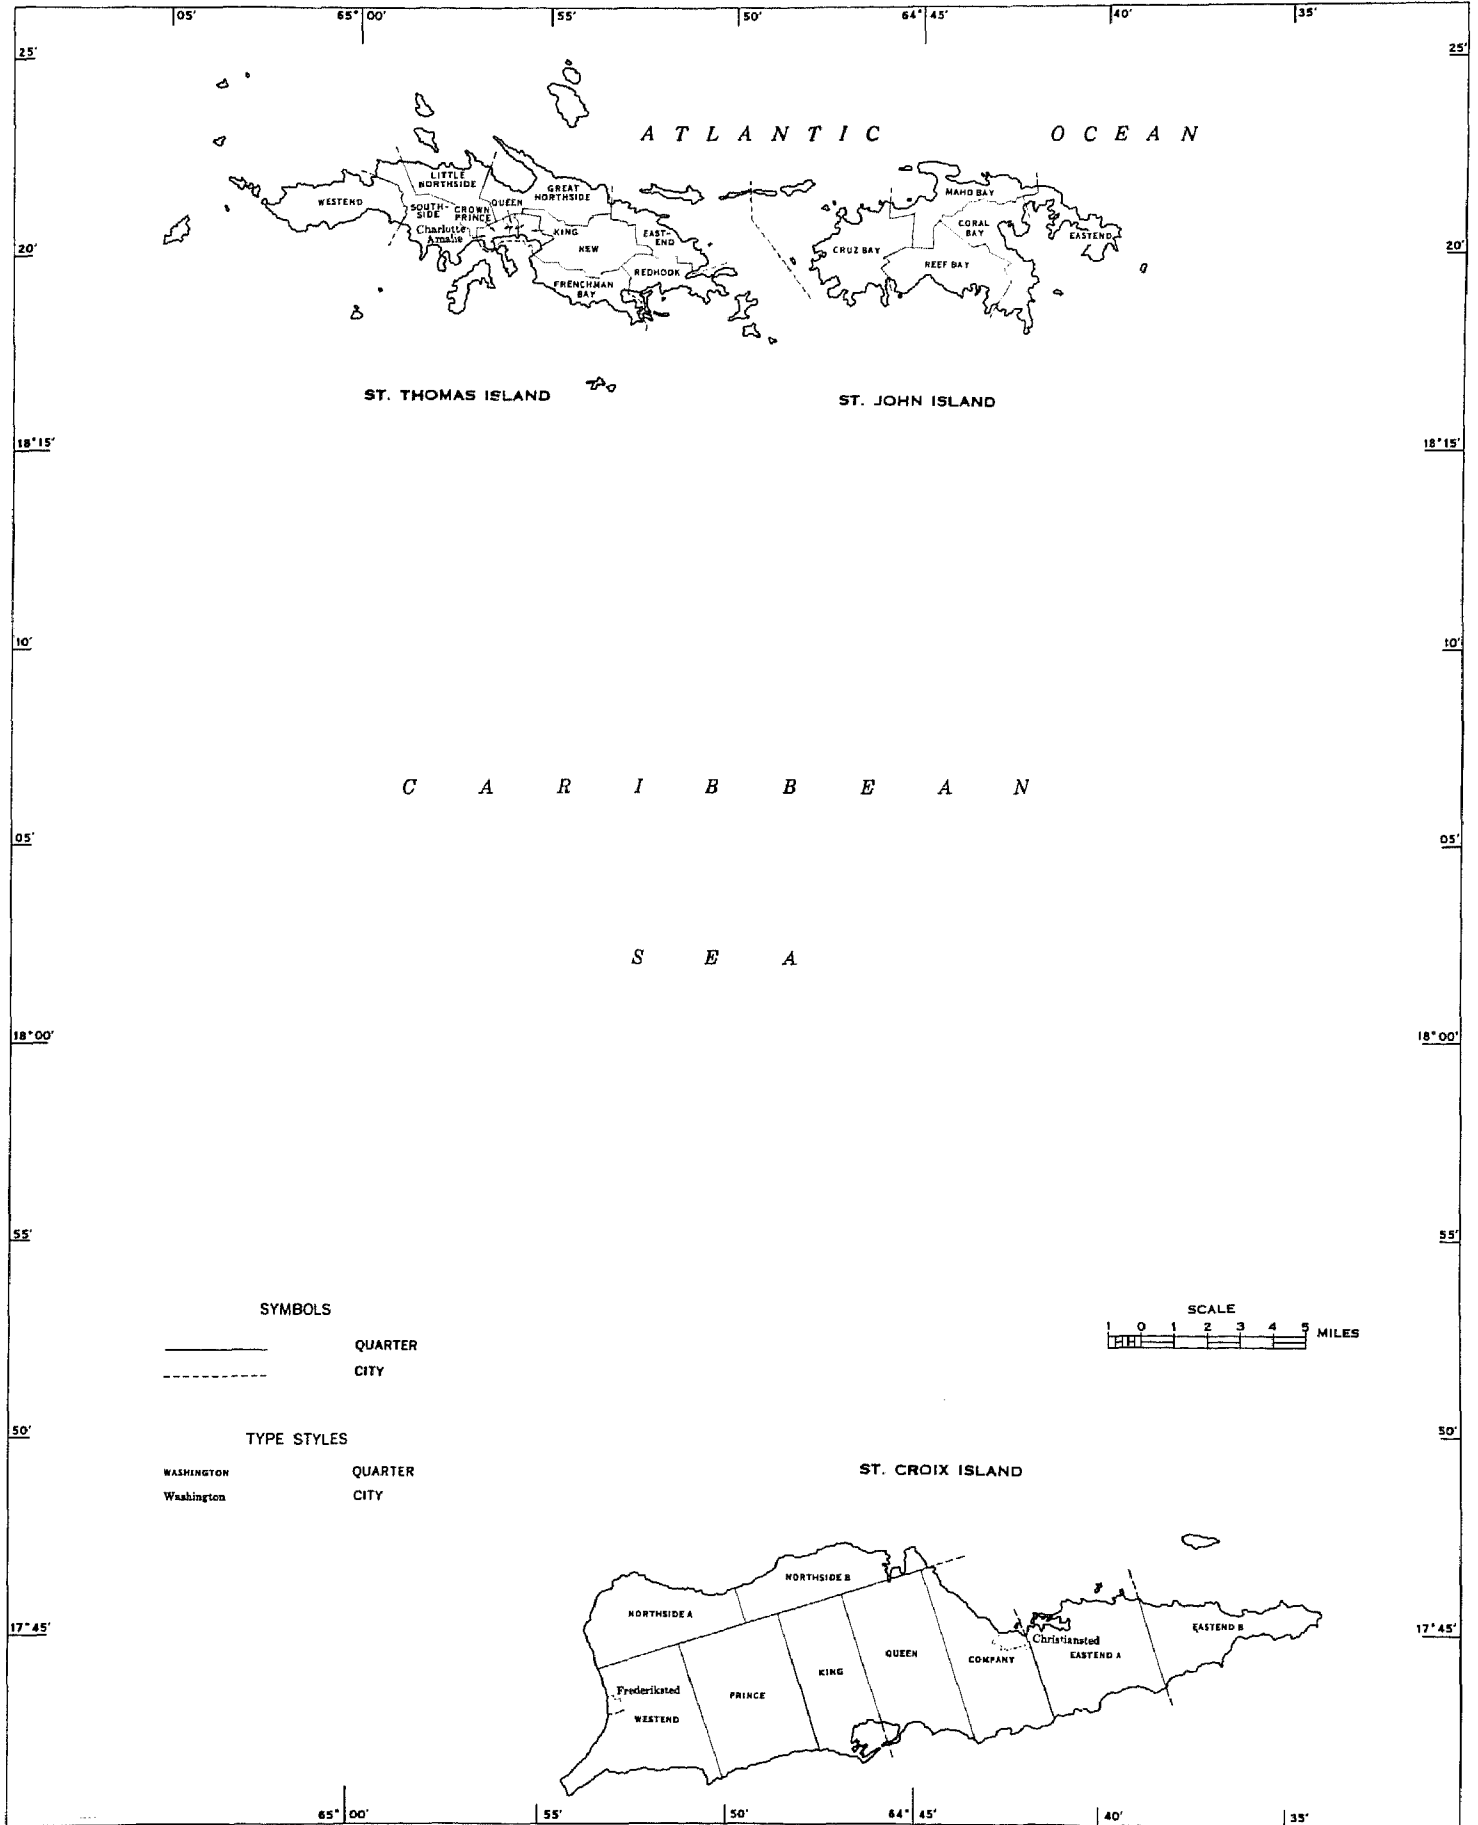 05'
65° 00'
55'
50'
64° 45'
40'
35'
25'
25'
ATLANTIC OCEAN
LITTLE
NORTHSIDE
GREAT
NORTHSIDE
MAHO BAY
WESTEND
SOUTH-
SIDE
CROWN
PRINCE
QUEEN
Charlotte
Amalie
KING
NEW
EAST-
END
CRUZ BAY
CORAL
BAY
EASTEND
REEF BAY
20'
20'
REDHOOK
FRENCHMAN
BAY
ST. THOMAS ISLAND
ST. JOHN ISLAND
18°15'
18°15'
10'
10'
CARIBBEAN
05'
05'
SEA
18°00'
18°00'
55'
55'
SYMBOLS
QUARTER
CITY
SCALE
1 0 1 2 3 4 5
MILES
50'
50'
TYPE STYLES
WASHINGTON QUARTER
Washington CITY
ST. CROIX ISLAND
NORTHSIDE B
NORTHSIDE A
17°45'
17°45'
EASTEND B
Christiansted
EASTEND A
COMPANY
QUEEN
KING
PRINCE
Frederiksted
WESTEND
65° 00'
55'
50'
64° 45'
40'
35'